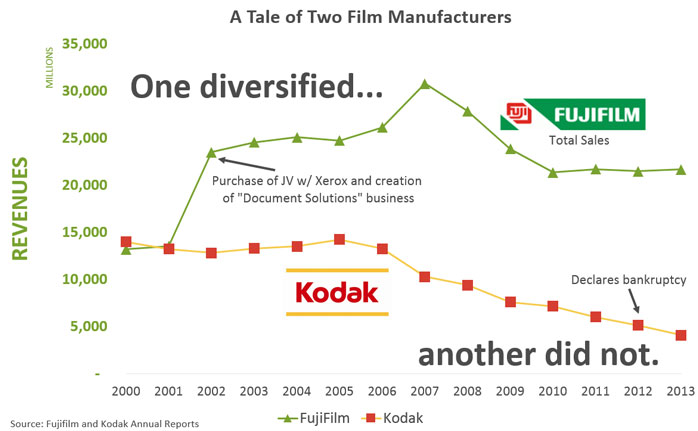 A Tale of Two Film Manufacturers
MILLIONS
REVENUES
35,000
30,000
25,000
20,000
15,000
10,000
5,000
-
One diversified...
FUJI
FUJIFILM
Total Sales
Purchase of JV w/ Xerox and creation
of "Document Solutions" business
Kodak
Declares bankruptcy
another did not.
2000 2001 2002 2003 2004 2005 2006 2007 2008 2009 2010 2011 2012 2013
FujiFilm Kodak
Source: Fujifilm and Kodak Annual Reports